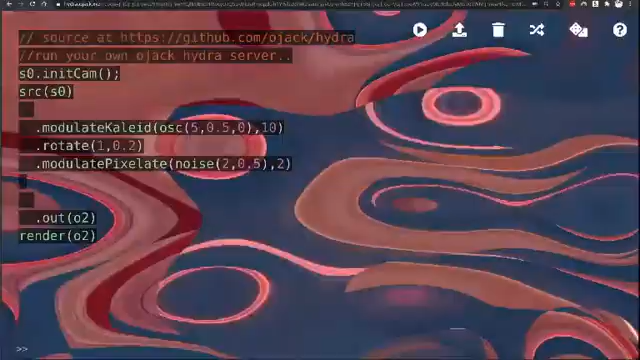 // source at https://github.com/ojack/hydra
//run your own ojack hydra server..
s0.initCam();
src(s0)
.modulateKaleid(osc(5,0.5,0),10)
.rotate(1,0.2)
.modulatePixelate(noise(2,0.5),2)
.out(o2)
render(o2)
>>